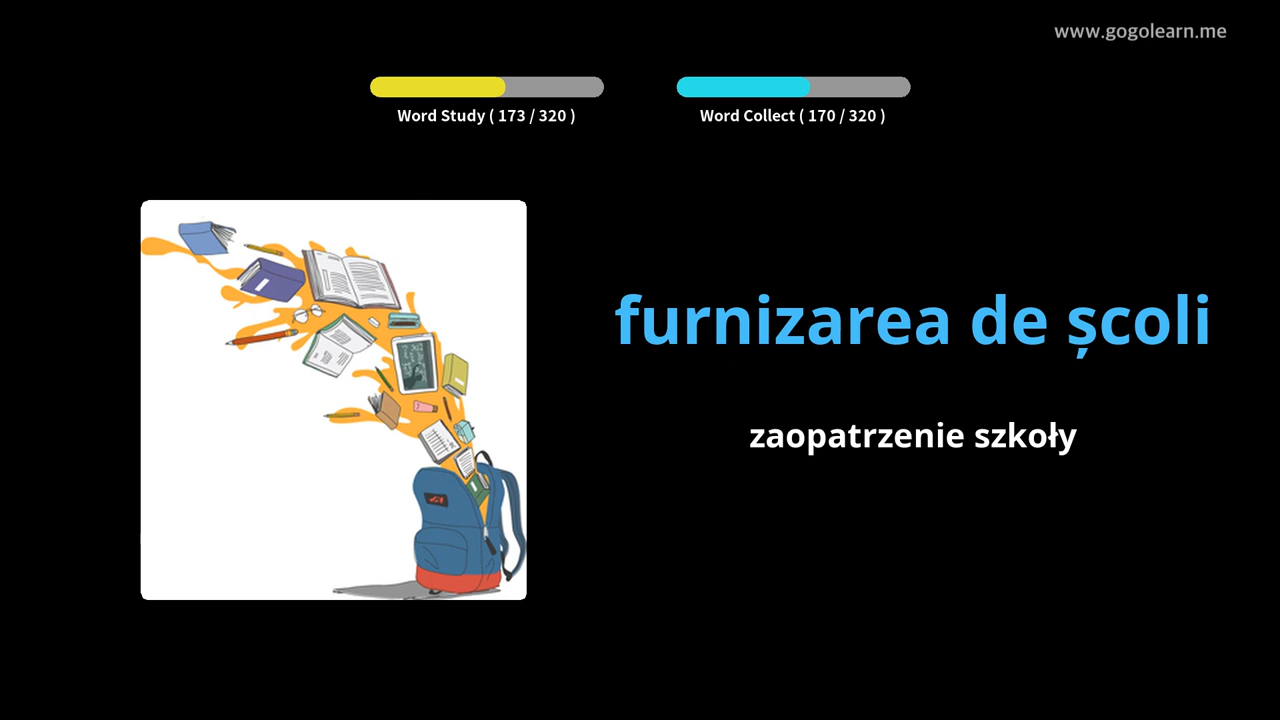 www.gogolearn.me
Word Study ( 173 / 320 )
Word Collect ( 170 / 320 )
furnizarea de școli
zaopatrzenie szkoły